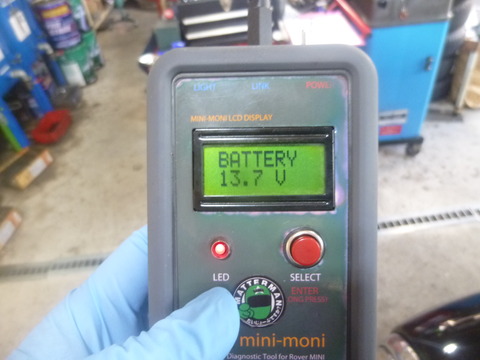 LIGHT LINK POWER
MINI-MONI LCD DISPLAY
BATTERY
13.7 V
LED SELECT
ENTER
MATTERMAN
mini-moni
Diagnostic Tool for Rover MINI